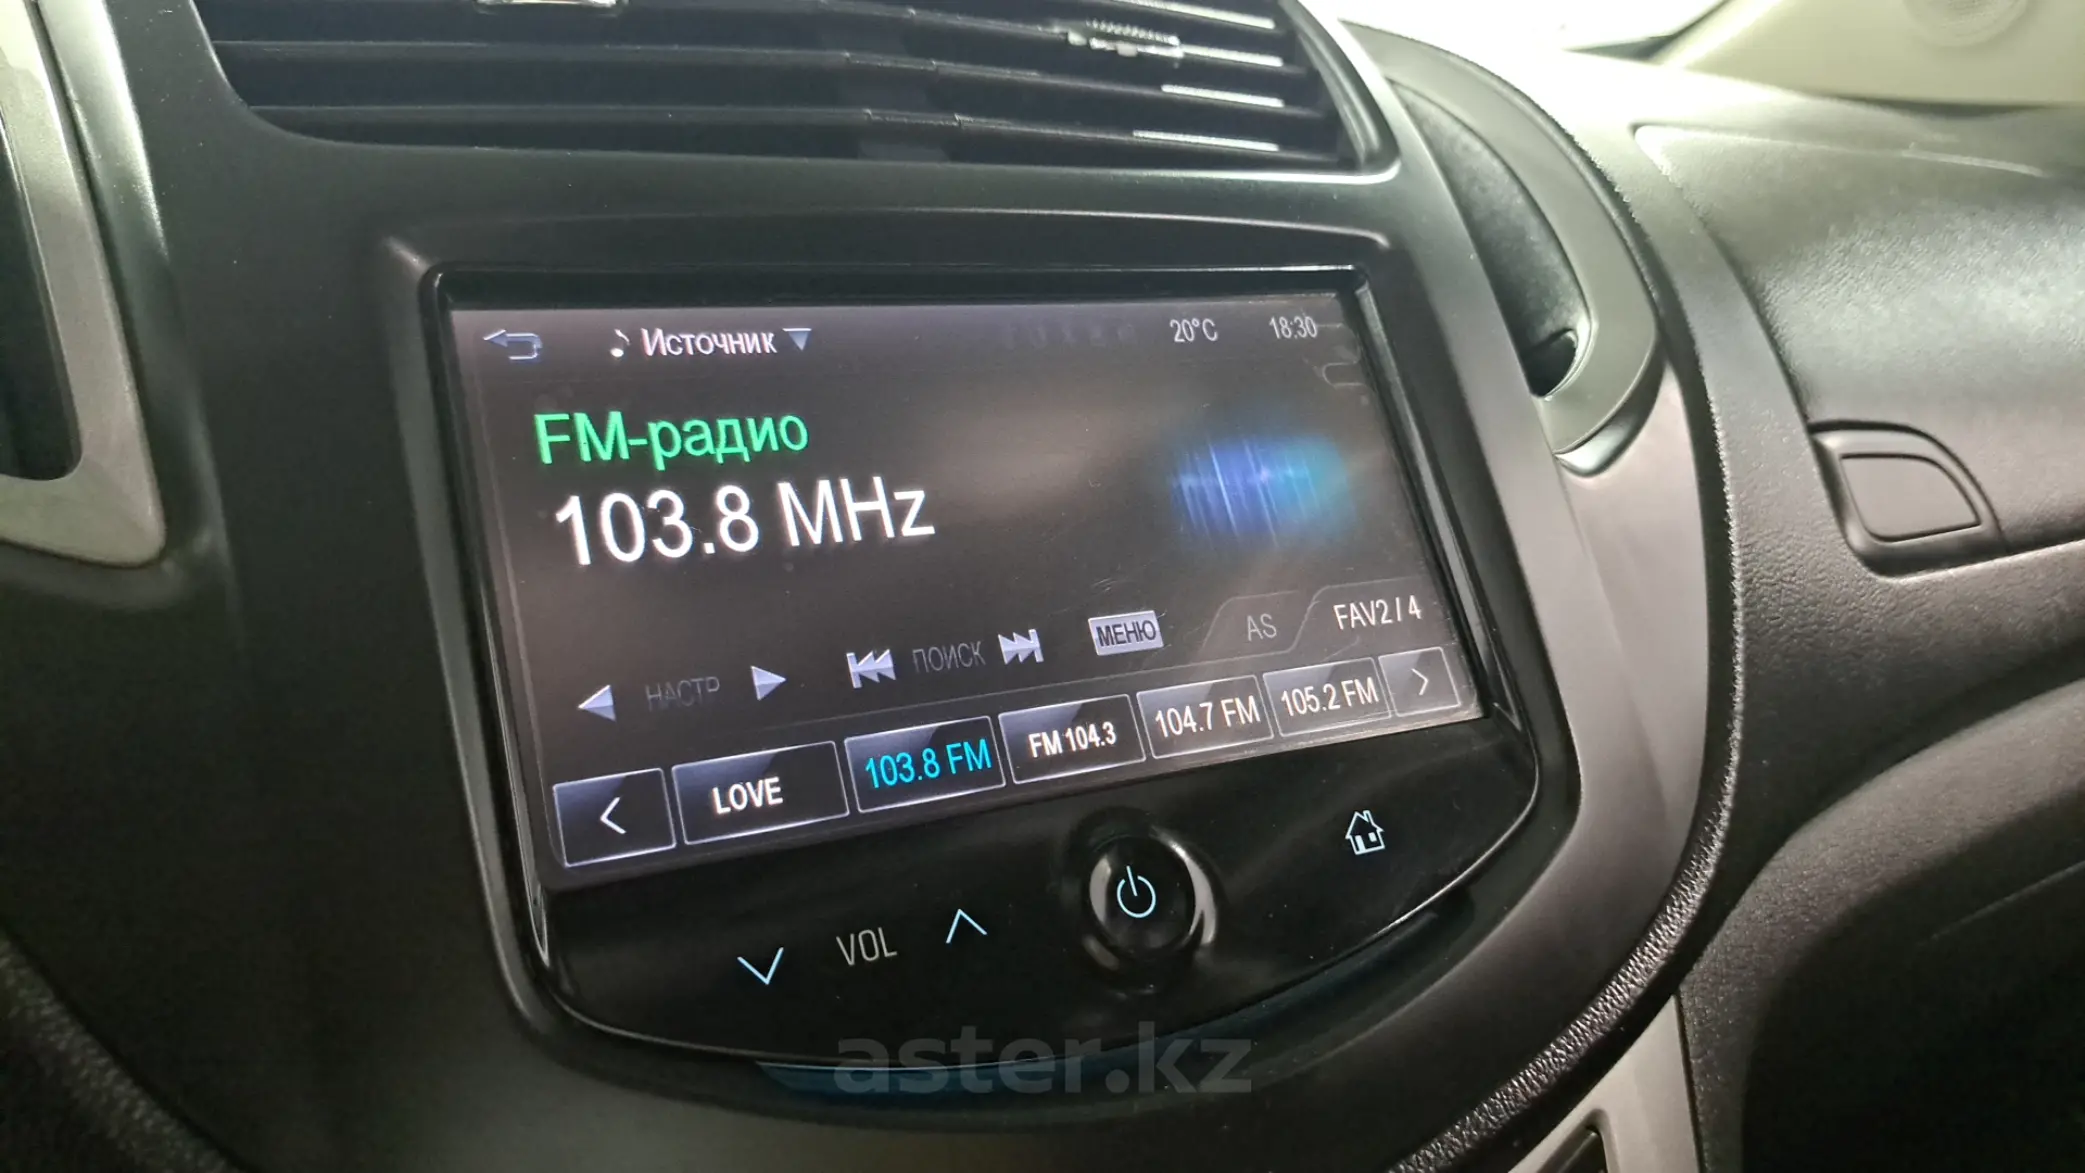 Источник 20°C 18:30
FM-радио
103.8 MHz
НАСТР ПОИСК МЕНЮ AS FAV2 / 4
< LOVE 103.8 FM FM 104.3 104.7 FM 105.2 FM >
VOL
aster.kz